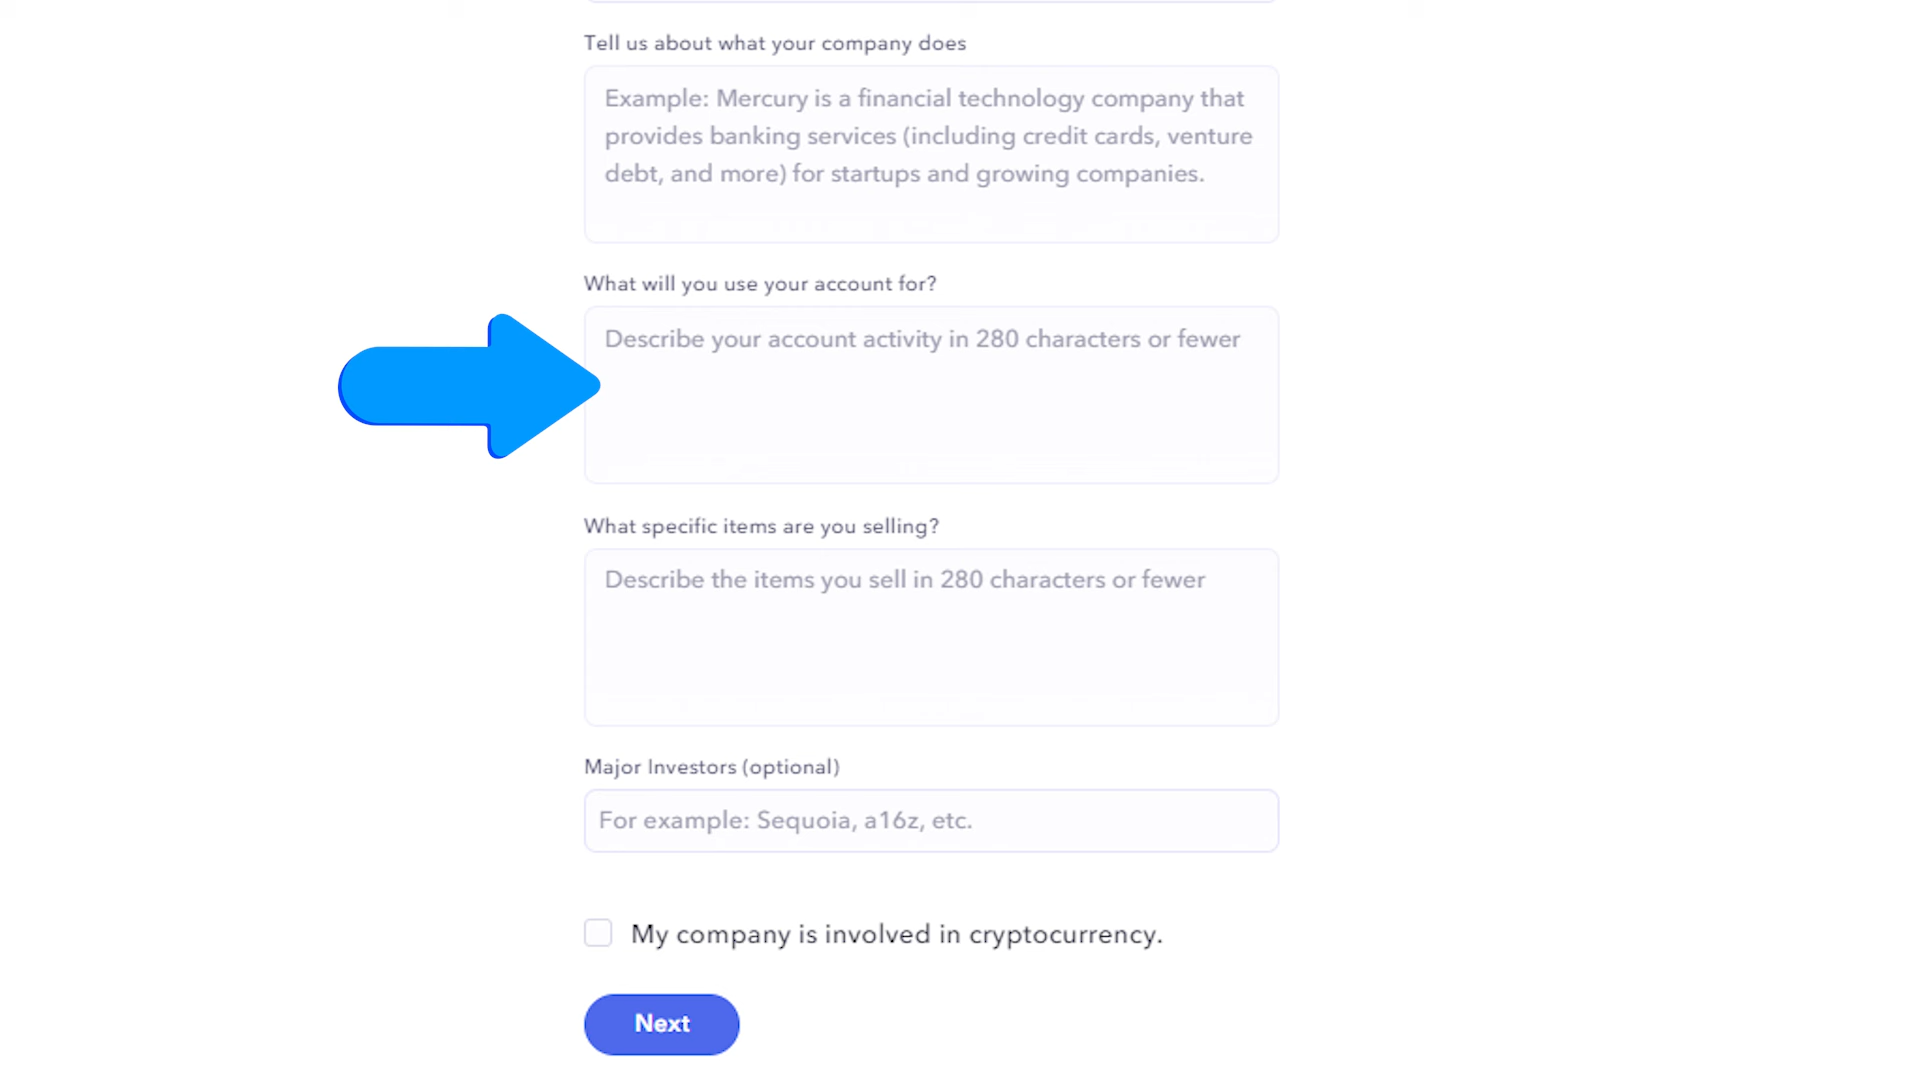 Tell us about what your company does
Example: Mercury is a financial technology company that
provides banking services (including credit cards, venture
debt, and more) for startups and growing companies.
What will you use your account for?
Describe your account activity in 280 characters or fewer
What specific items are you selling?
Describe the items you sell in 280 characters or fewer
Major Investors (optional)
For example: Sequoia, a16z, etc.
My company is involved in cryptocurrency.
Next